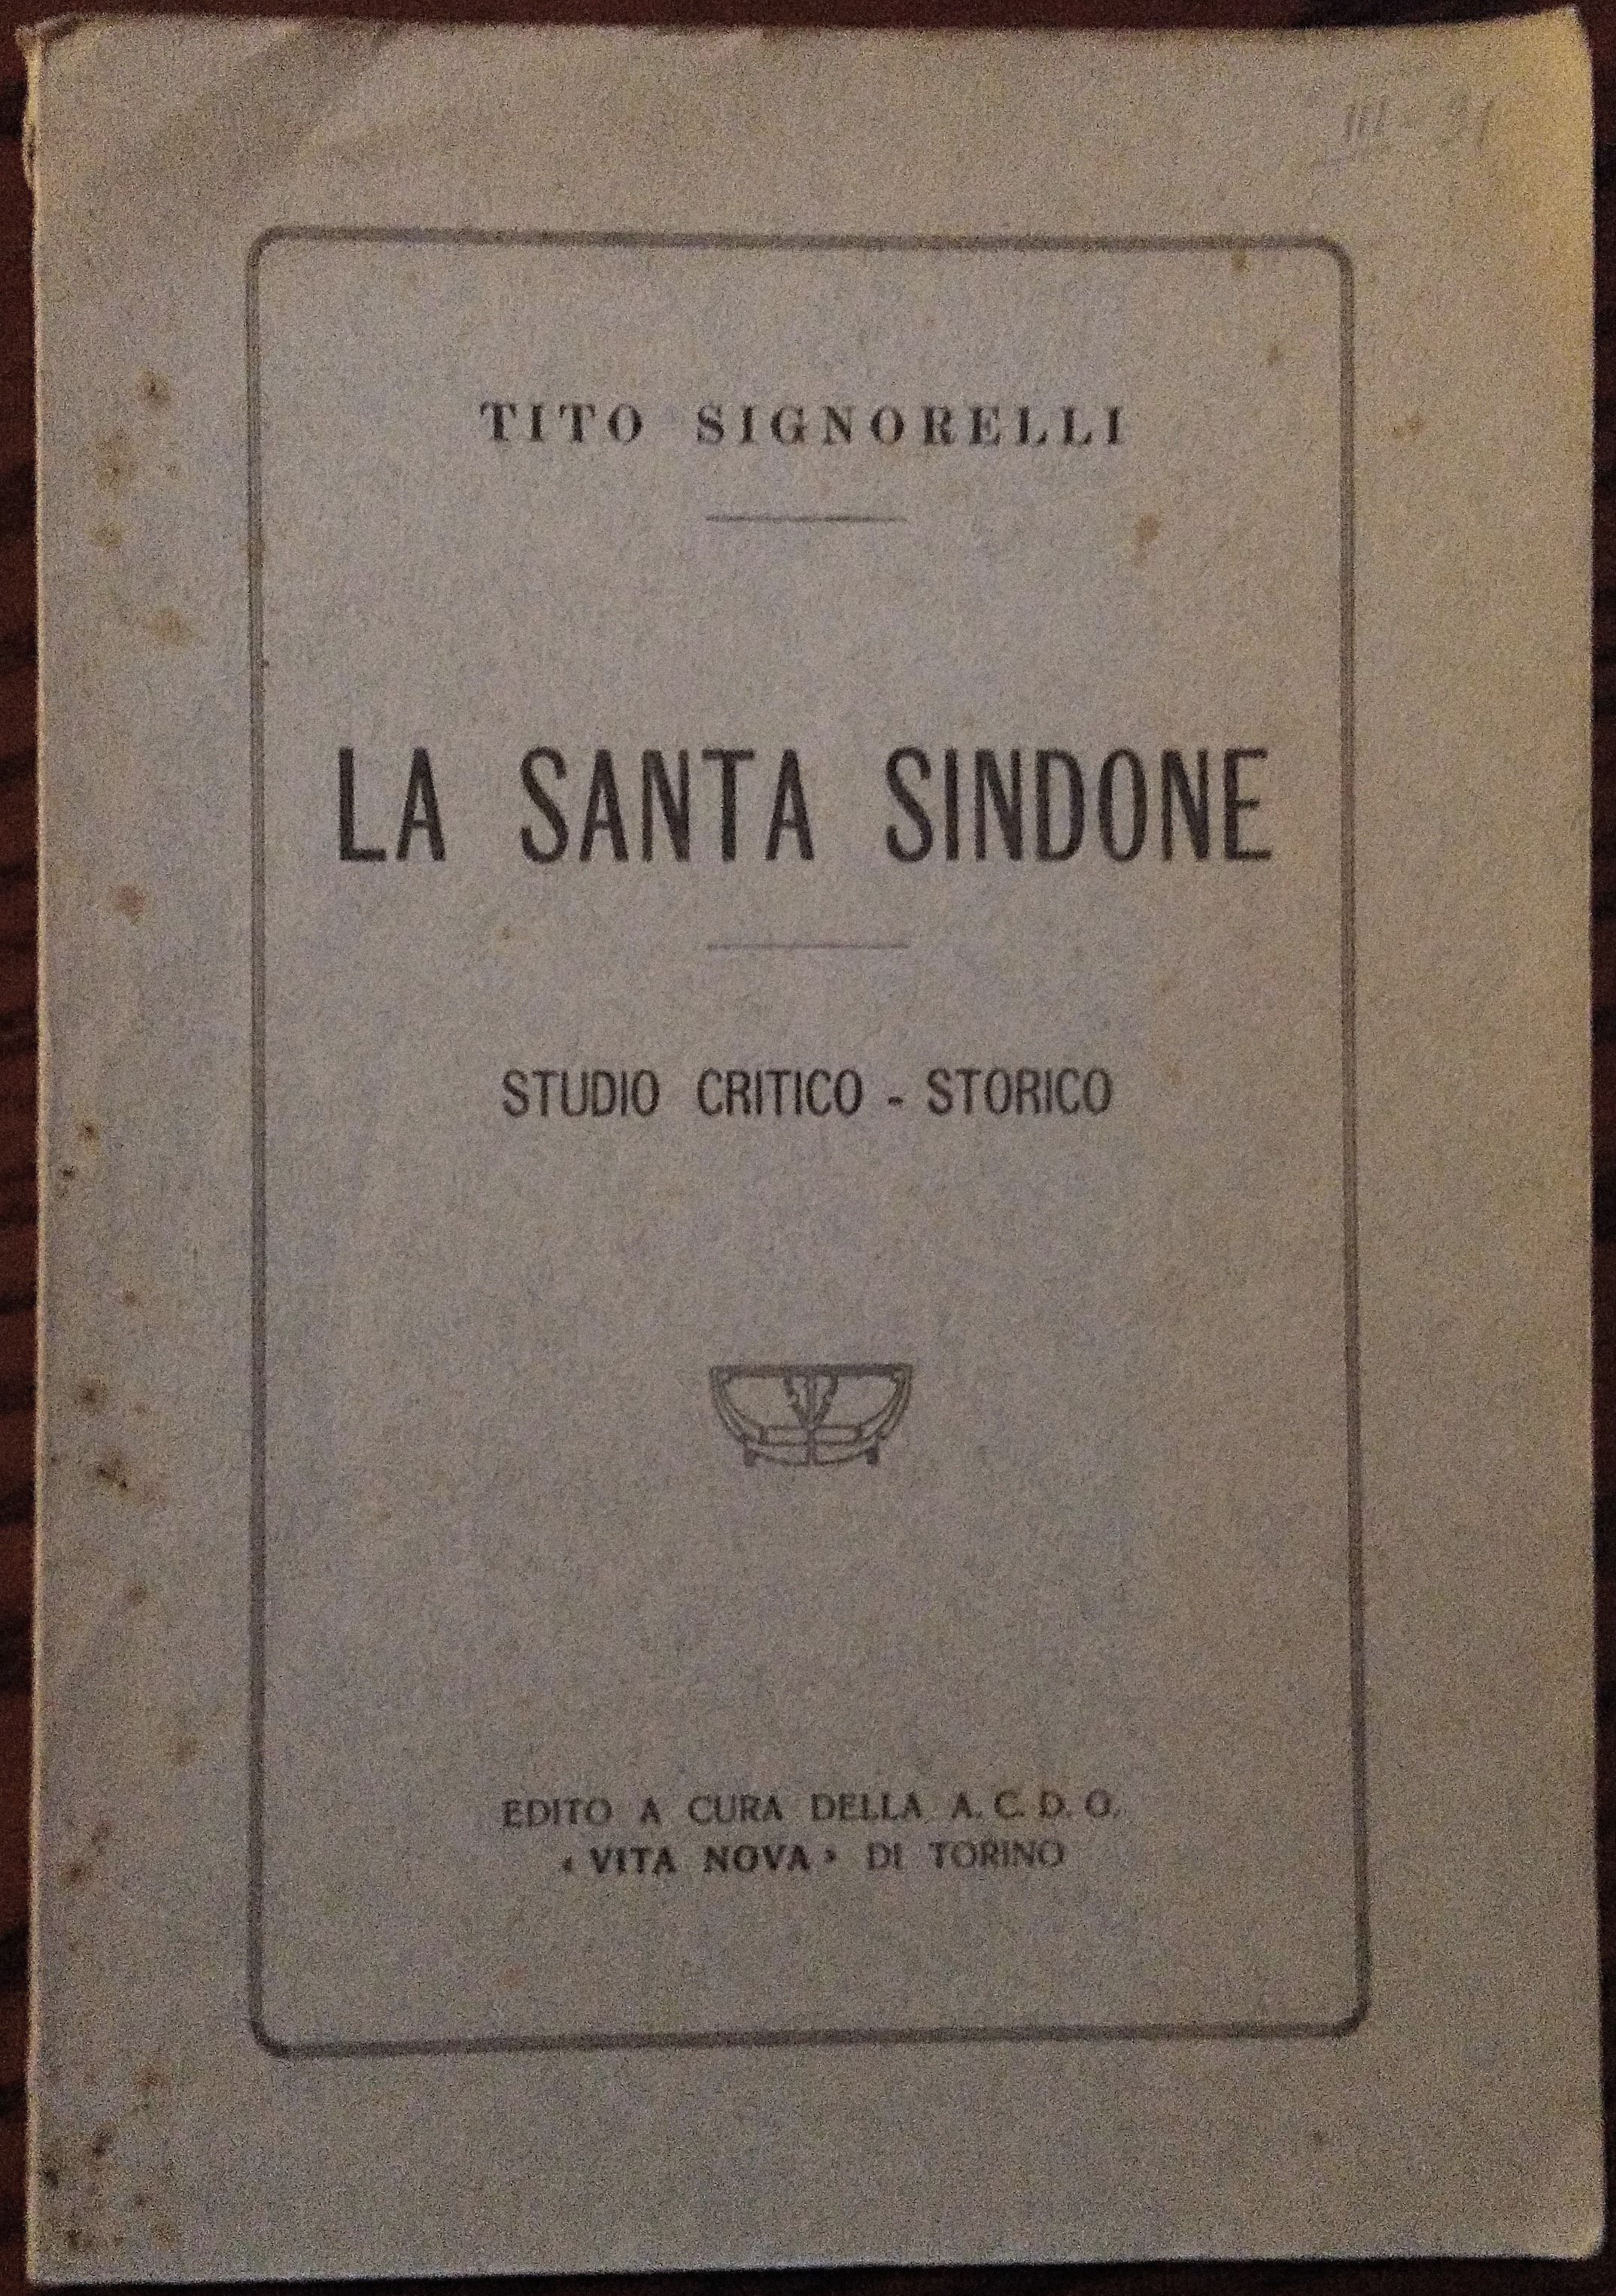 TITO SIGNORELLI
LA SANTA SINDONE
STUDIO CRITICO - STORICO
EDITO A CURA DELLA A. C. D. O.
« VITA NOVA » DI TORINO